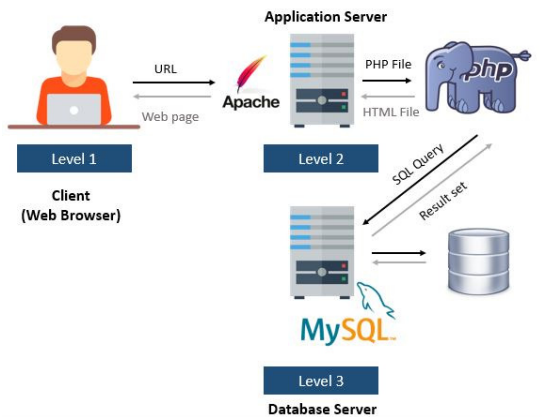 Application Server
URL
Web page
Apache
PHP File
HTML File
php
Level 1
Level 2
Client
(Web Browser)
SQL Query
Result set
MySQL™
Level 3
Database Server